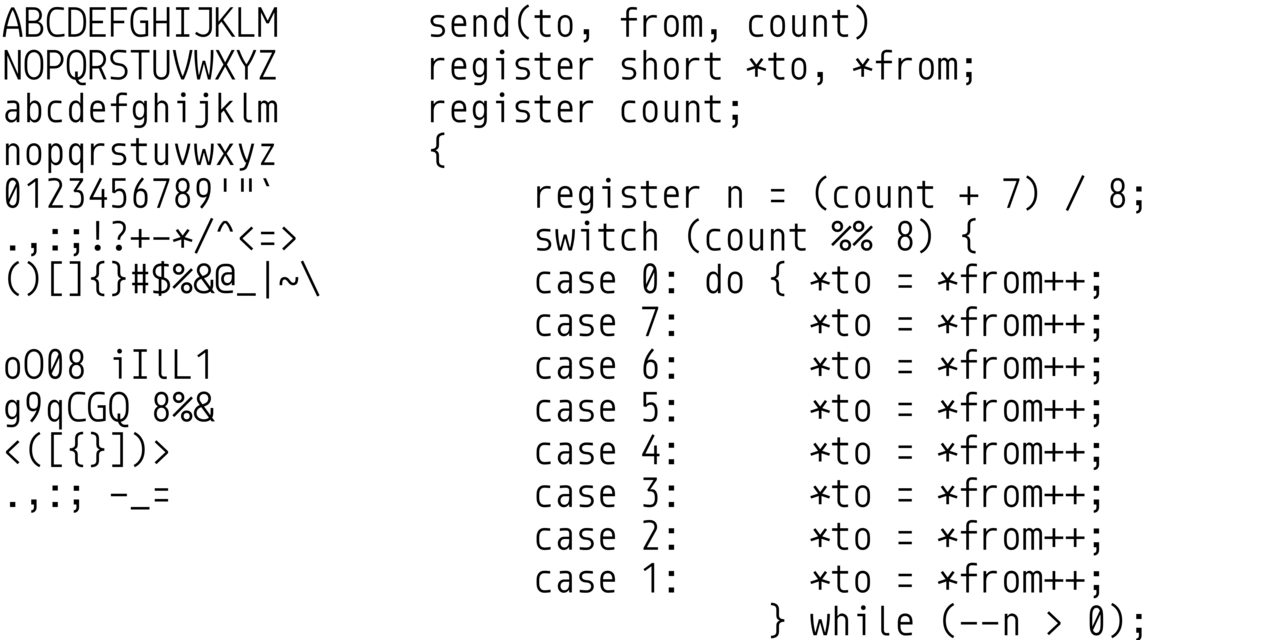 ABCDEFGHIJKLM
NOPQRSTUVWXYZ
abcdefghijklm
nopqrstuvwxyz
0123456789'"`
.,:;!?+-*/^<=>
()[]{}#$%&@_|~\
oO08 iIlL1
g9qCGQ 8%&
<([{}])>
.,:; -_=
send(to, from, count)
register short *to, *from;
register count;
{
    register n = (count + 7) / 8;
    switch (count %% 8) {
    case 0: do { *to = *from++;
    case 7:     *to = *from++;
    case 6:     *to = *from++;
    case 5:     *to = *from++;
    case 4:     *to = *from++;
    case 3:     *to = *from++;
    case 2:     *to = *from++;
    case 1:     *to = *from++;
             } while (--n > 0);